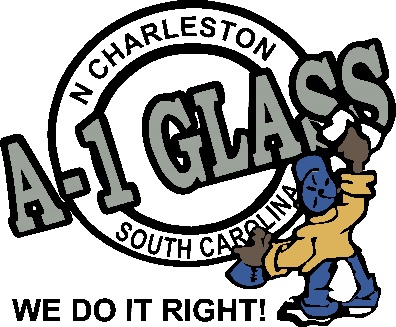 N CHARLESTON
A-1 GLASS
SOUTH CAROLINA
WE DO IT RIGHT!